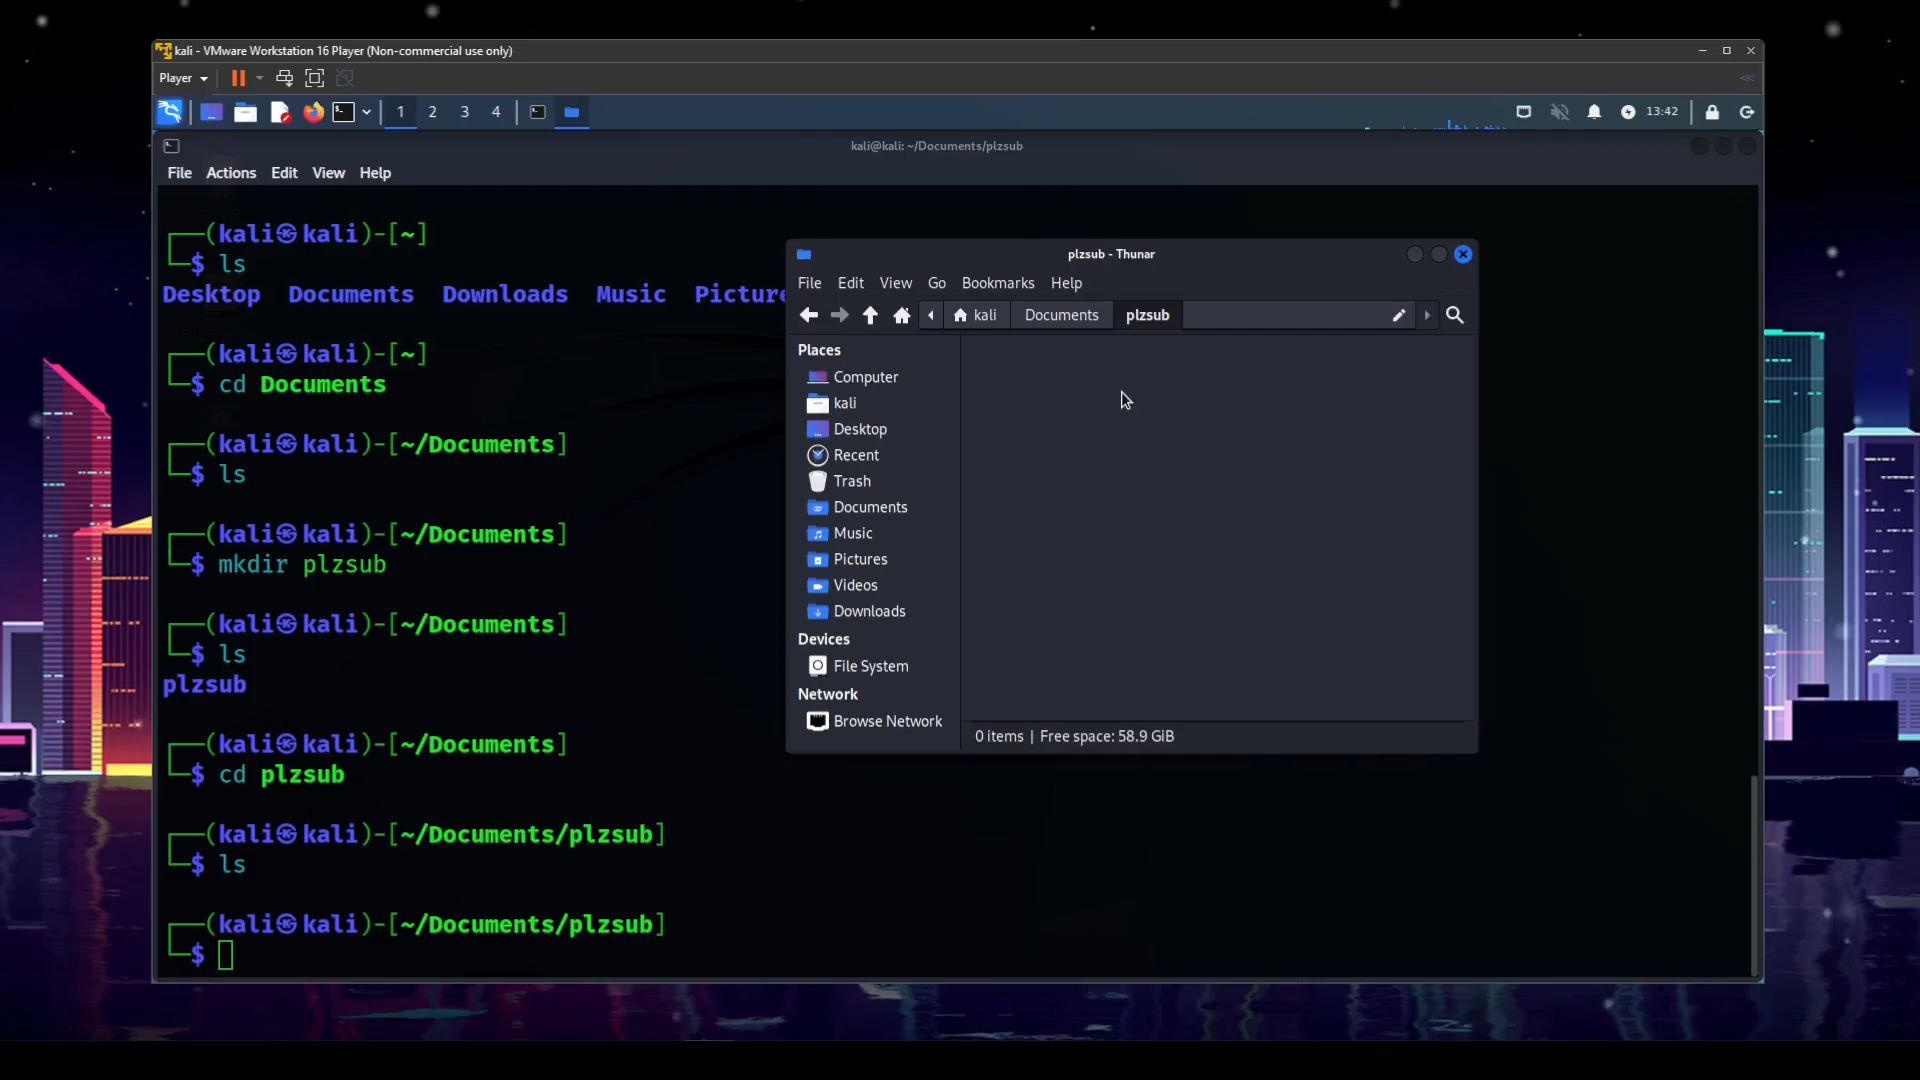 kali - VMware Workstation 16 Player (Non-commercial use only)
Player
1 2 3 4
13:42
kali@kali: ~/Documents/plzsub
File Actions Edit View Help
┌──(kali㉿kali)-[~]
└─$ ls
Desktop Documents Downloads Music Picture
┌──(kali㉿kali)-[~]
└─$ cd Documents
┌──(kali㉿kali)-[~/Documents]
└─$ ls
┌──(kali㉿kali)-[~/Documents]
└─$ mkdir plzsub
┌──(kali㉿kali)-[~/Documents]
└─$ ls
plzsub
┌──(kali㉿kali)-[~/Documents]
└─$ cd plzsub
┌──(kali㉿kali)-[~/Documents/plzsub]
└─$ ls
┌──(kali㉿kali)-[~/Documents/plzsub]
└─$
plzsub - Thunar
File Edit View Go Bookmarks Help
kali Documents plzsub
Places
Computer
kali
Desktop
Recent
Trash
Documents
Music
Pictures
Videos
Downloads
Devices
File System
Network
Browse Network
0 items | Free space: 58.9 GiB